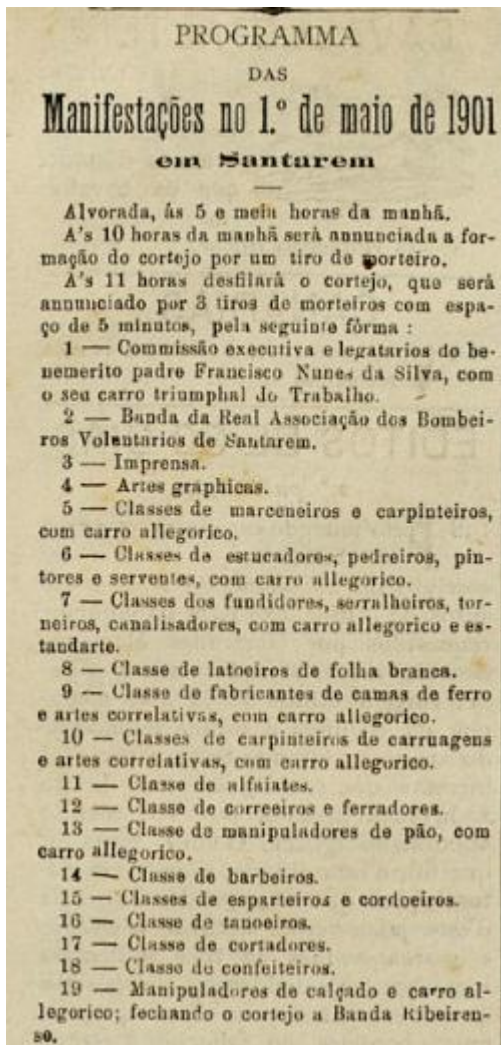 PROGRAMMA
DAS
Manifestações no 1.º de maio de 1901
em Santarem
Alvorada, ás 5 e meia horas da manhã.
A's 10 horas da manhã será annunciada a for-
mação do cortejo por um tiro de morteiro.
A's 11 horas desfilará o cortejo, que será
annunciado por 3 tiros de morteiros com espa-
ço de 5 minutos, pela seguinte fórma :
1 — Commissão executiva e legatarios do be-
nemerito padre Francisco Nunes da Silva, com
o seu carro triumphal do Trabalho.
2 — Banda da Real Associação dos Bombei-
ros Voluntarios de Santarem.
3 — Imprensa.
4 — Artes graphicas.
5 — Classes de marceneiros e carpinteiros,
com carro allegorico.
6 — Classes de estucadores, pedreiros, pin-
tores e serventes, com carro allegorico.
7 — Classes dos fundidores, serralheiros, tor-
neiros, canalisadores, com carro allegorico e es-
tandarte.
8 — Classe de latoeiros de folha branca.
9 — Classe de fabricantes de camas de ferro
e artes correlativas, com carro allegorico.
10 — Classes de carpinteiros de carruagens
e artes correlativas, com carro allegorico.
11 — Classe de alfaiates.
12 — Classe de correeiros e ferradores.
13 — Classe de manipuladores de pão, com
carro allegorico.
14 — Classe de barbeiros.
15 — Classes de esparteiros e cordoeiros.
16 — Classe de tanoeiros.
17 — Classe de cortadores.
18 — Classe de confeiteiros.
19 — Manipuladores de calçado e carro al-
legorico; fechando o cortejo a Banda Ribeiren-
se.